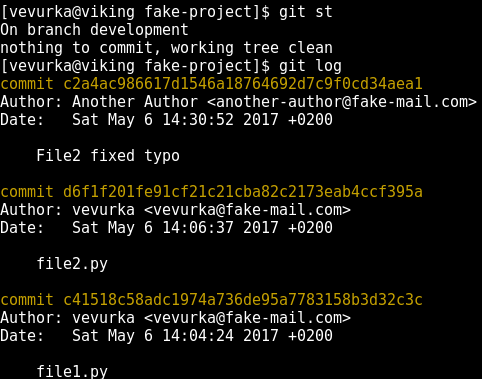 [vevurka@viking fake-project]$ git st
On branch development
nothing to commit, working tree clean
[vevurka@viking fake-project]$ git log
commit c2a4ac986617d1546a18764692d7c9f0cd34aea1
Author: Another Author <another-author@fake-mail.com>
Date:   Sat May 6 14:30:52 2017 +0200
    File2 fixed typo
commit d6f1f201fe91cf21c21cba82c2173eab4ccf395a
Author: vevurka <vevurka@fake-mail.com>
Date:   Sat May 6 14:06:37 2017 +0200
    file2.py
commit c41518c58adc1974a736de95a7783158b3d32c3c
Author: vevurka <vevurka@fake-mail.com>
Date:   Sat May 6 14:04:24 2017 +0200
    file1.py